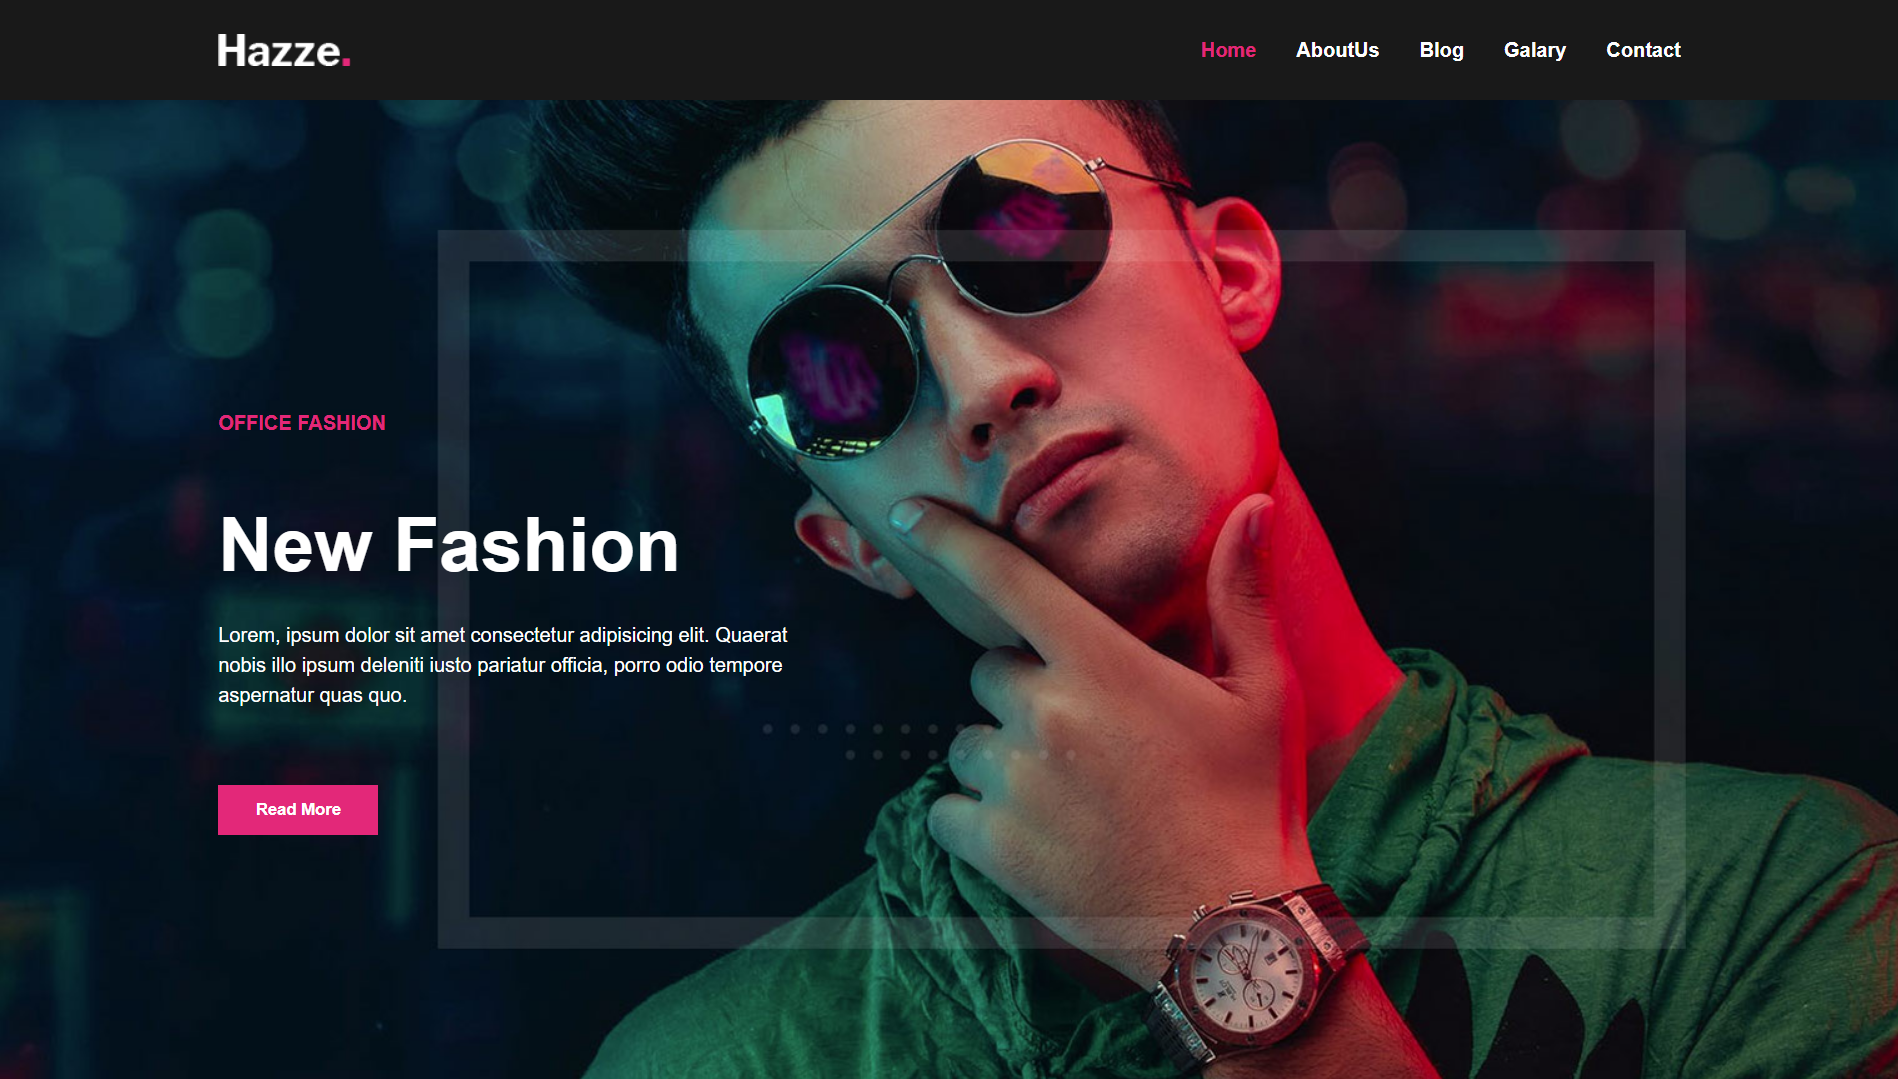 Hazze.
Home AboutUs Blog Galary Contact
OFFICE FASHION
New Fashion
Lorem, ipsum dolor sit amet consectetur adipisicing elit. Quaerat
nobis illo ipsum deleniti iusto pariatur officia, porro odio tempore
aspernatur quas quo.
Read More